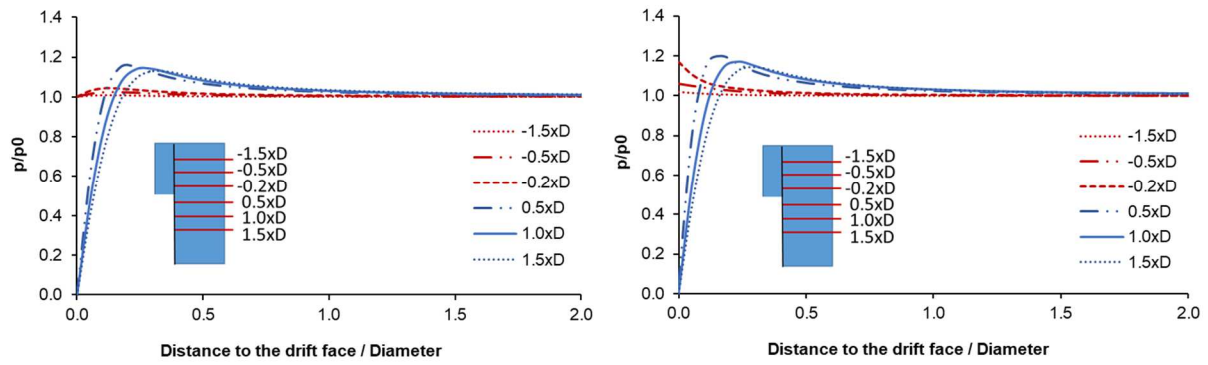 1.4
1.2
1.0
0.8
0.6
0.4
0.2
0.0
p/p0
0.0
0.5
1.0
1.5
2.0
Distance to the drift face / Diameter
-1.5xD
-0.5xD
-0.2xD
0.5xD
1.0xD
1.5xD
-1.5xD
-0.5xD
-0.2xD
0.5xD
1.0xD
1.5xD
1.4
1.2
1.0
0.8
0.6
0.4
0.2
0.0
p/p0
0.0
0.5
1.0
1.5
2.0
Distance to the drift face / Diameter
-1.5xD
-0.5xD
-0.2xD
0.5xD
1.0xD
1.5xD
-1.5xD
-0.5xD
-0.2xD
0.5xD
1.0xD
1.5xD